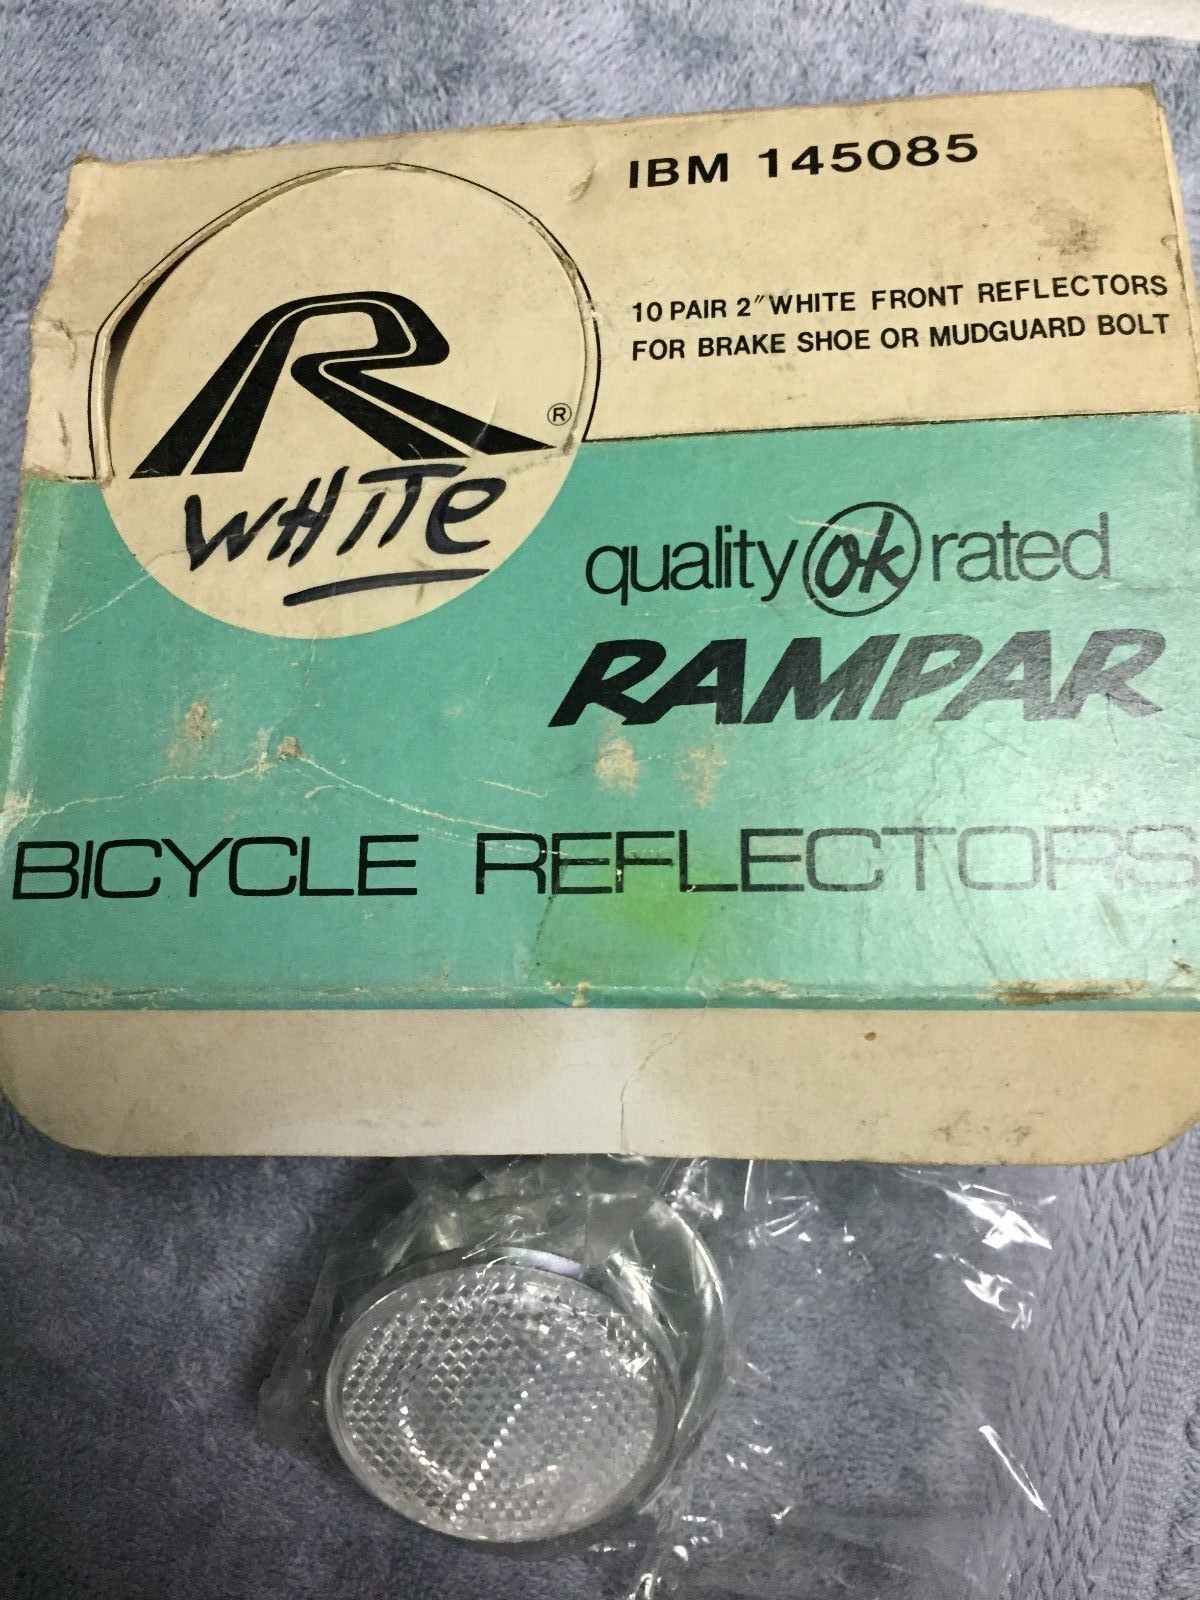 IBM 145085
10 PAIR 2″ WHITE FRONT REFLECTORS
FOR BRAKE SHOE OR MUDGUARD BOLT
R ®
WHITe
quality ok rated
RAMPAR
BICYCLE REFLECTORS